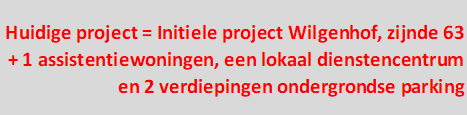 Huidige project = Initiele project Wilgenhof, zijnde 63
+ 1 assistentiewoningen, een lokaal dienstencentrum
en 2 verdiepingen ondergrondse parking